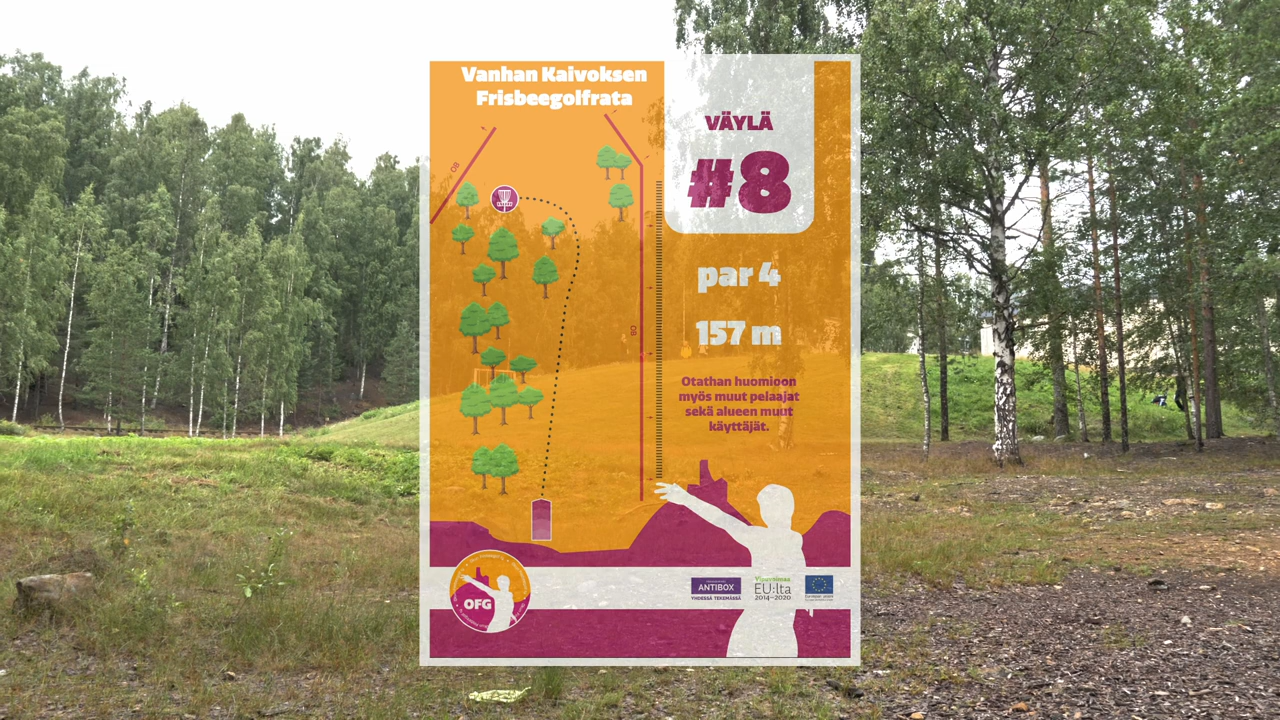 Vanhan Kaivoksen
Frisbeegolfrata
VÄYLÄ
#8
par 4
157 m
Otathan huomioon
myös muut pelaajat
sekä alueen muut
käyttäjät.
OB
OB
OFG
ANTIBOX
YHDESSÄ TEKEMÄSSÄ
Vipuvoimaa
EU:lta
2014–2020